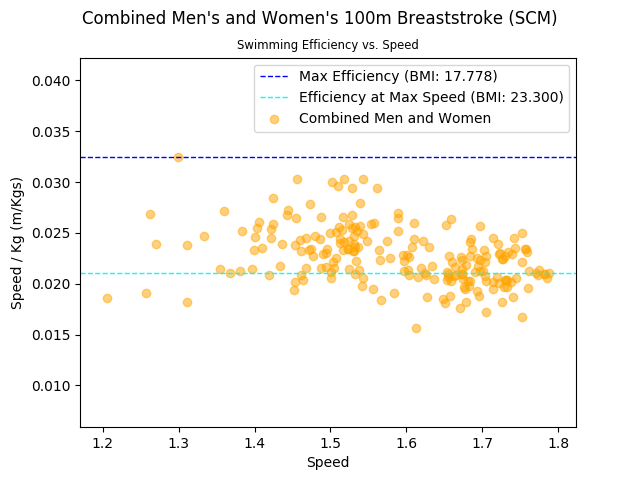 Combined Men's and Women's 100m Breaststroke (SCM)
Swimming Efficiency vs. Speed
Max Efficiency (BMI: 17.778)
Efficiency at Max Speed (BMI: 23.300)
Combined Men and Women
Speed / Kg (m/Kgs)
0.040
0.035
0.030
0.025
0.020
0.015
0.010
1.2 1.3 1.4 1.5 1.6 1.7 1.8
Speed